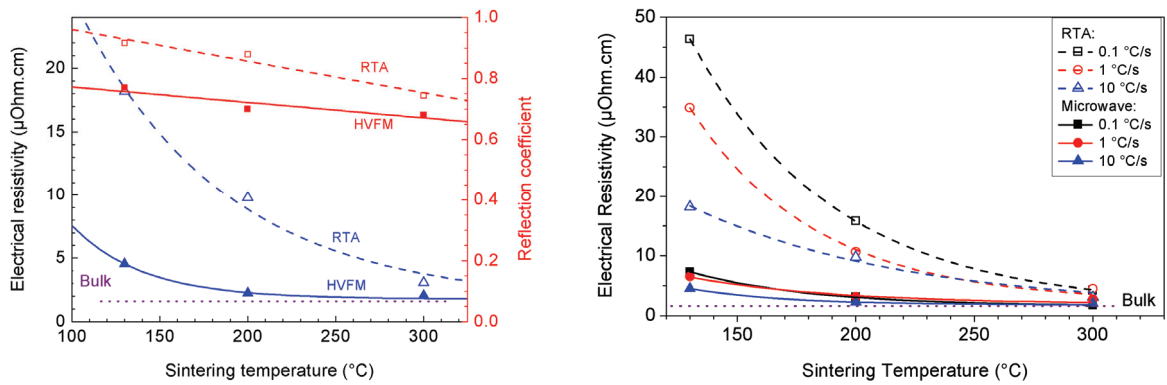 Electrical resistivity (µOhm.cm)
20
15
10
5
0
100
150
200
250
300
Sintering temperature (°C)
1.0
0.8
0.6
0.4
0.2
0.0
Reflection coefficient
RTA
HVFM
RTA
HVFM
Bulk
Electrical Resistivity (µOhm.cm)
50
40
30
20
10
0
150
200
250
300
Sintering Temperature (°C)
RTA:
0.1 °C/s
1 °C/s
10 °C/s
Microwave:
0.1 °C/s
1 °C/s
10 °C/s
Bulk